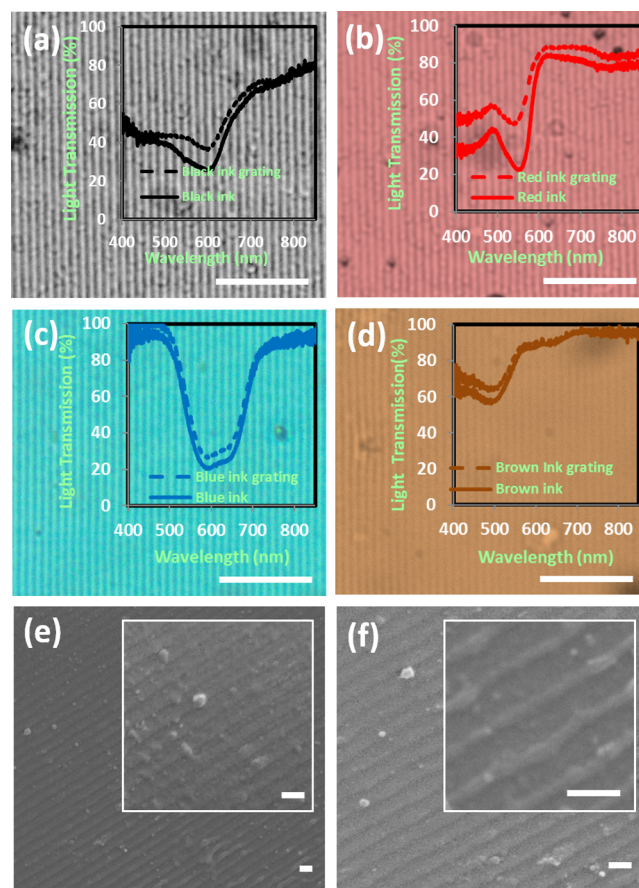 (a)
Light Transmission (%)
100
80
60
40
20
0
Black ink grating
Black ink
400 500 600 700 800
Wavelength (nm)
(b)
Light Transmission (%)
100
80
60
40
20
0
Red ink grating
Red ink
400 500 600 700 800
Wavelength (nm)
(c)
Light Transmission (%)
100
80
60
40
20
0
Blue ink grating
Blue ink
400 500 600 700 800
Wavelength (nm)
(d)
Light Transmission(%)
100
80
60
40
20
0
Brown Ink grating
Brown ink
400 500 600 700 800
Wavelength (nm)
(e)
(f)